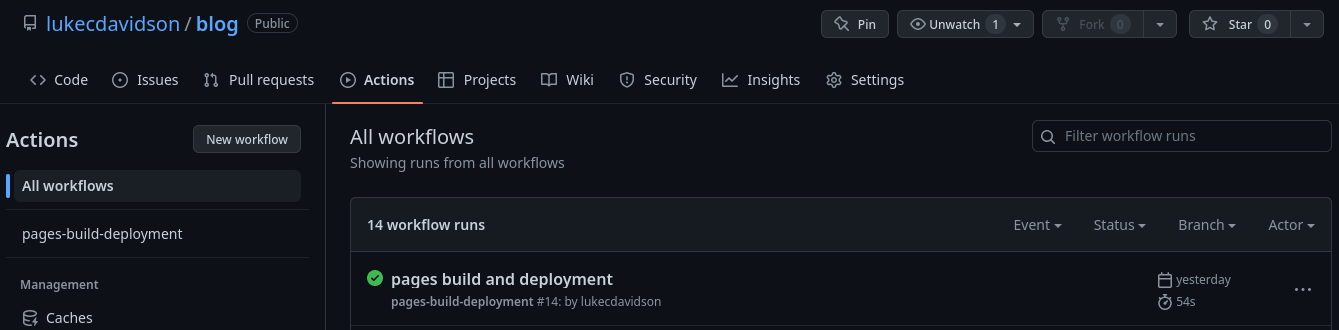 lukecdavidson / blog Public Pin Unwatch 1 Fork 0 Star 0
Code Issues Pull requests Actions Projects Wiki Security Insights Settings
Actions New workflow
All workflows
pages-build-deployment
Management
Caches
All workflows
Filter workflow runs
Showing runs from all workflows
14 workflow runs Event Status Branch Actor
pages build and deployment
pages-build-deployment #14: by lukecdavidson
yesterday
54s